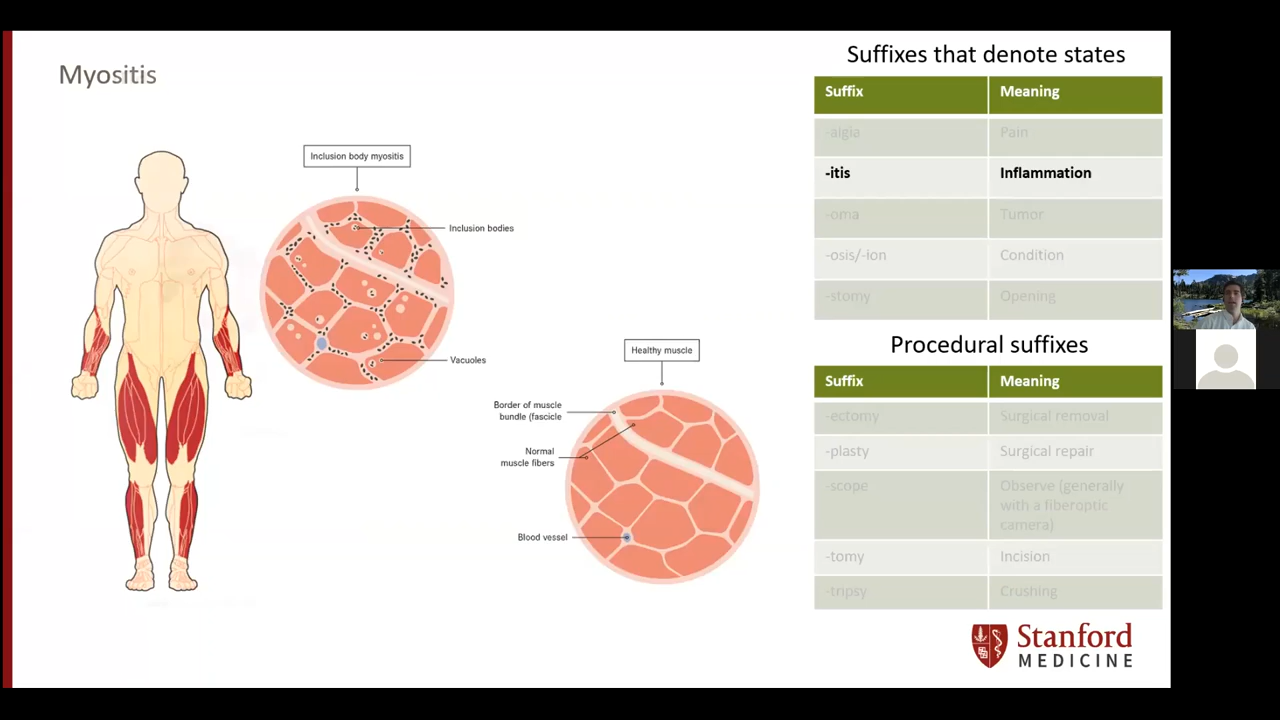 Myositis
Inclusion body myositis
Inclusion bodies
Vacuoles
Healthy muscle
Border of muscle
bundle (fascicle
Normal
muscle fibers
Blood vessel
Suffixes that denote states
Suffix Meaning
-algia Pain
-itis Inflammation
-oma Tumor
-osis/-ion Condition
-stomy Opening
Procedural suffixes
Suffix Meaning
-ectomy Surgical removal
-plasty Surgical repair
-scope Observe (generally
with a fiberoptic
camera)
-tomy Incision
-tripsy Crushing
Stanford
MEDICINE